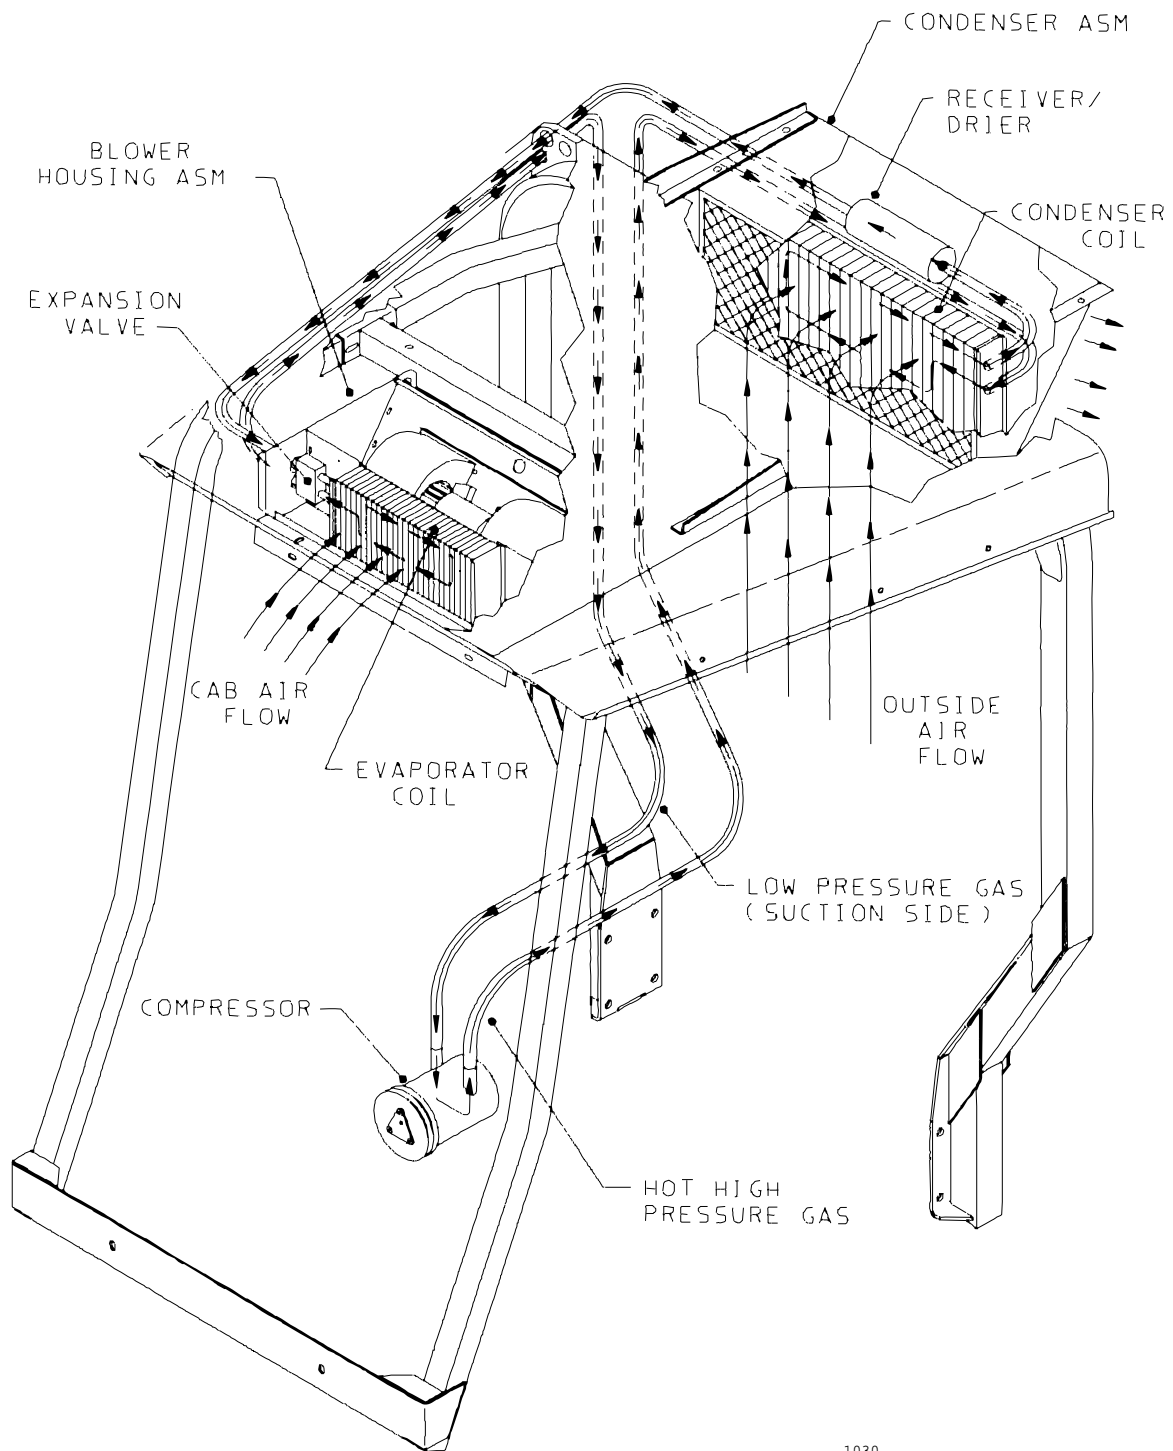 CONDENSER ASM
RECEIVER/
DRIER
BLOWER
HOUSING ASM
CONDENSER
COIL
EXPANSION
VALVE
CAB AIR
FLOW
OUTSIDE
AIR
FLOW
EVAPORATOR
COIL
LOW PRESSURE GAS
(SUCTION SIDE)
COMPRESSOR
HOT HIGH
PRESSURE GAS
1030